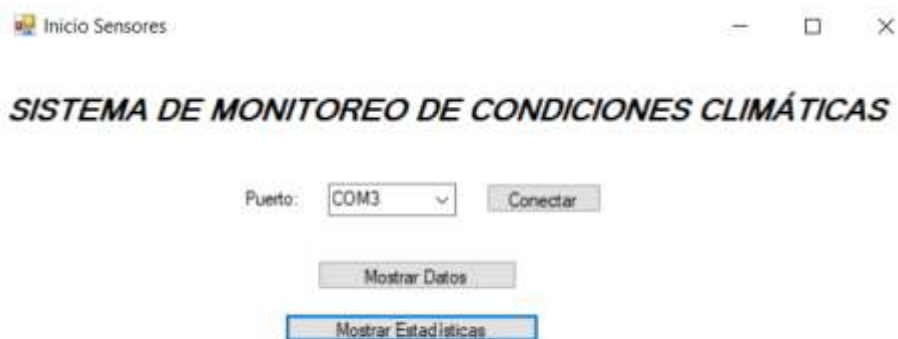 Inicio Sensores
SISTEMA DE MONITOREO DE CONDICIONES CLIMÁTICAS
Puerto: COM3 Conectar
Mostrar Datos
Mostrar Estadísticas